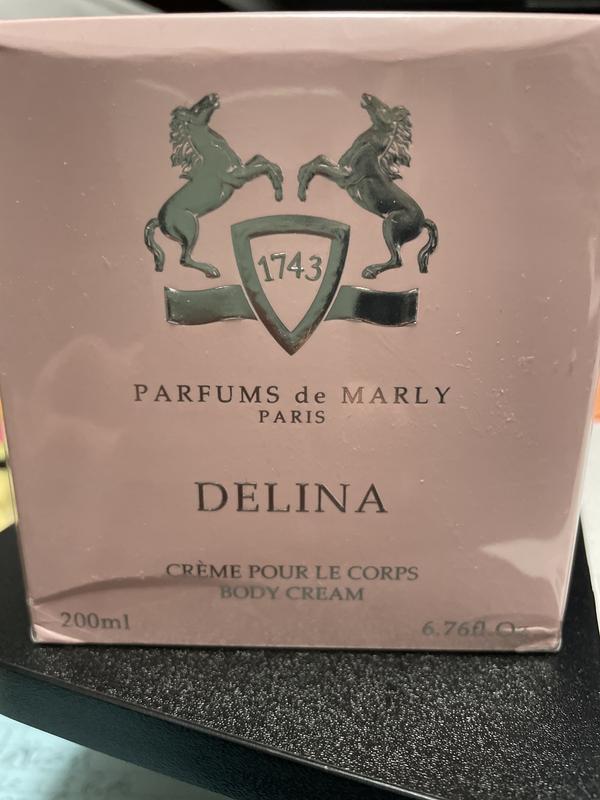 1743
PARFUMS de MARLY
PARIS
DELINA
CRÈME POUR LE CORPS
BODY CREAM
200ml
6.76fl.Oz